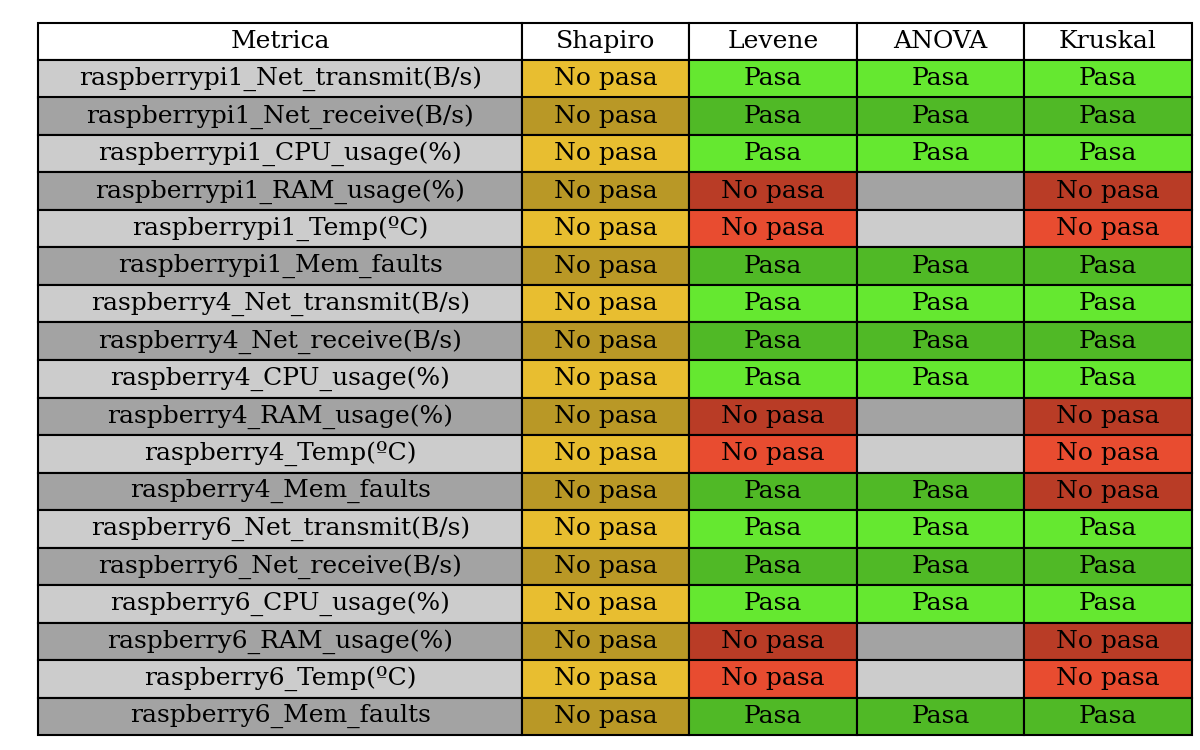 Metrica Shapiro Levene ANOVA Kruskal
raspberrypi1_Net_transmit(B/s) No pasa Pasa Pasa Pasa
raspberrypi1_Net_receive(B/s) No pasa Pasa Pasa Pasa
raspberrypi1_CPU_usage(%) No pasa Pasa Pasa Pasa
raspberrypi1_RAM_usage(%) No pasa No pasa No pasa
raspberrypi1_Temp(ºC) No pasa No pasa No pasa
raspberrypi1_Mem_faults No pasa Pasa Pasa Pasa
raspberry4_Net_transmit(B/s) No pasa Pasa Pasa Pasa
raspberry4_Net_receive(B/s) No pasa Pasa Pasa Pasa
raspberry4_CPU_usage(%) No pasa Pasa Pasa Pasa
raspberry4_RAM_usage(%) No pasa No pasa No pasa
raspberry4_Temp(ºC) No pasa No pasa No pasa
raspberry4_Mem_faults No pasa Pasa Pasa No pasa
raspberry6_Net_transmit(B/s) No pasa Pasa Pasa Pasa
raspberry6_Net_receive(B/s) No pasa Pasa Pasa Pasa
raspberry6_CPU_usage(%) No pasa Pasa Pasa Pasa
raspberry6_RAM_usage(%) No pasa No pasa No pasa
raspberry6_Temp(ºC) No pasa No pasa No pasa
raspberry6_Mem_faults No pasa Pasa Pasa Pasa